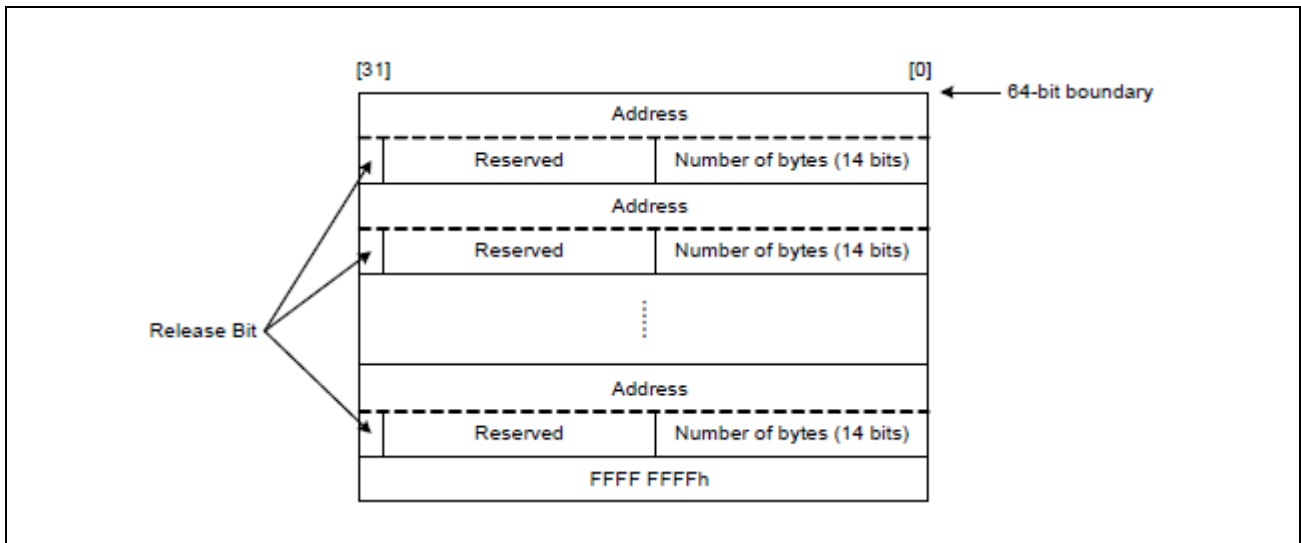 [31] [0]
64-bit boundary
Address
Reserved Number of bytes (14 bits)
Address
Reserved Number of bytes (14 bits)
Release Bit
Address
Reserved Number of bytes (14 bits)
FFFF FFFFh